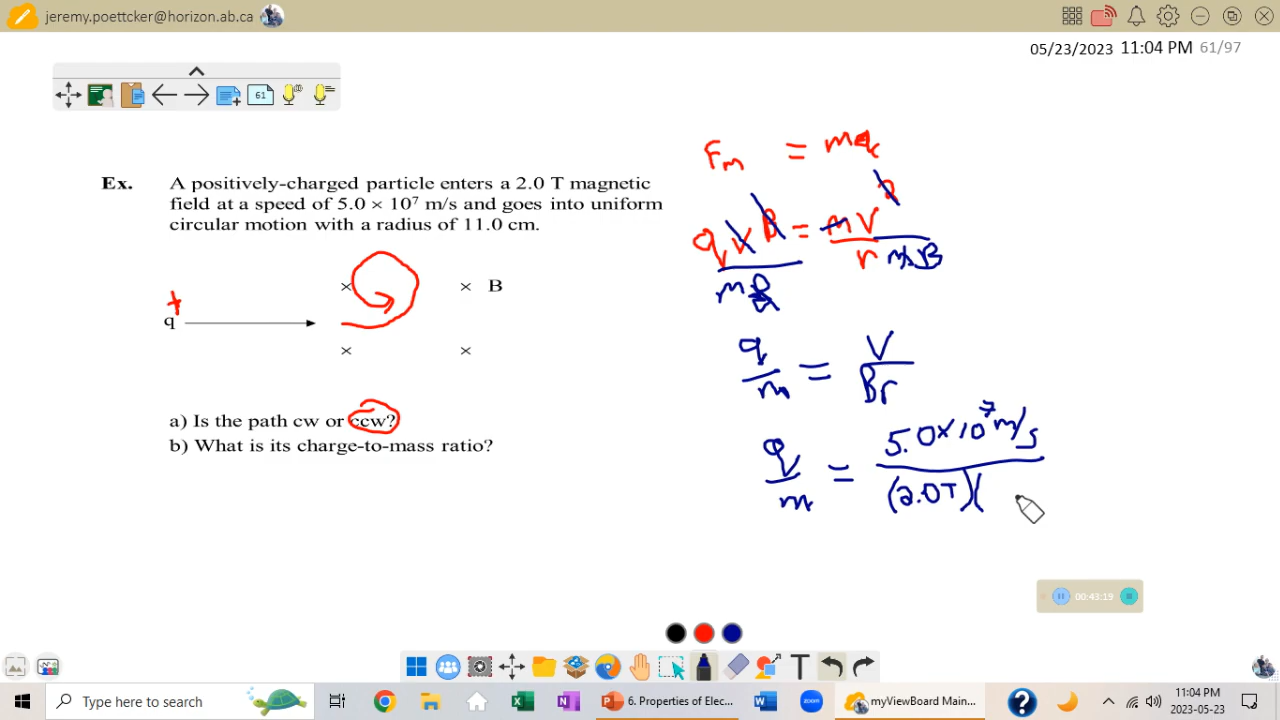 jeremy.poettcker@horizon.ab.ca
05/23/2023 11:04 PM 61/97
61
Ex. A positively-charged particle enters a 2.0 T magnetic
field at a speed of 5.0 × 10⁷ m/s and goes into uniform
circular motion with a radius of 11.0 cm.
+
q
× × B
× ×
a) Is the path cw or ccw?
b) What is its charge-to-mass ratio?
Fm = mac
qvB = mv²
mB r mB
q/m = V/Br
q/m = 5.0×10⁷ m/s
(2.0T)(
00:43:19
Type here to search
6. Properties of Elec...
myViewBoard Main...
11:04 PM
2023-05-23